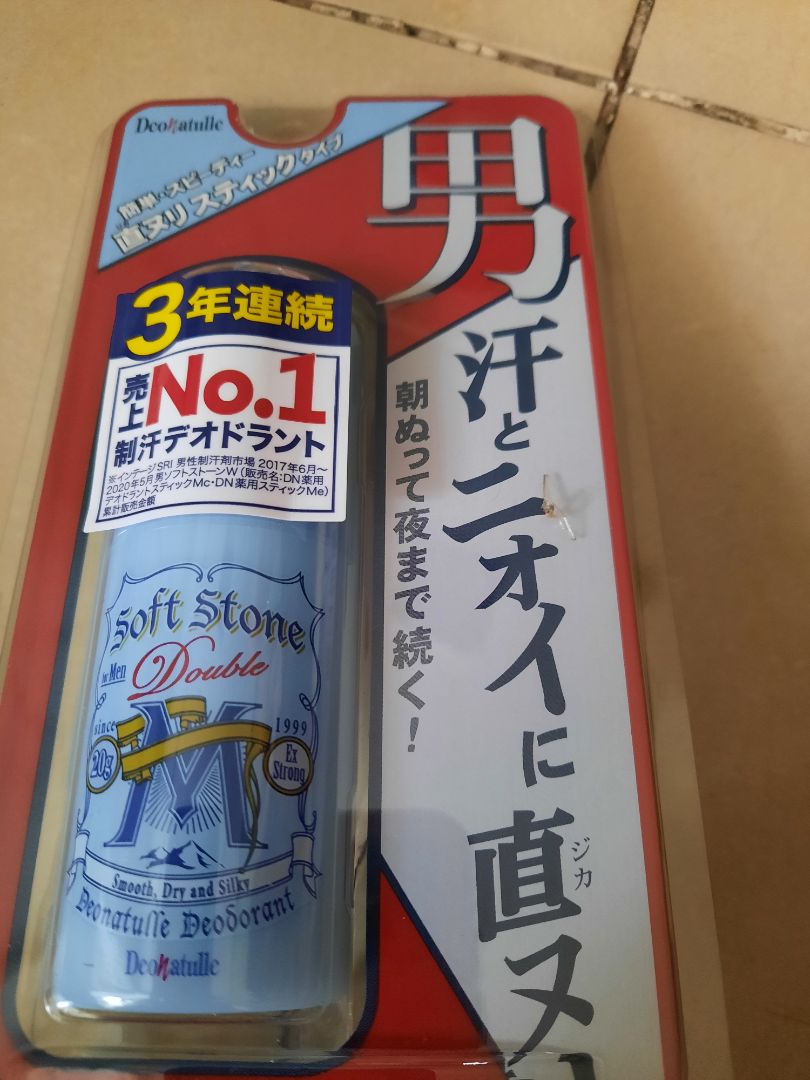 Deonatulle
簡単・スピーディー
直ヌリ スティックタイプ
男
汗とニオイに直ヌ
ジカ
朝ぬって夜まで続く!
3年連続
売上No.1
制汗デオドラント
※インテージSRI 男性制汗剤市場 2017年6月~
2020年5月男ソフトストーンW(販売名:DN薬用
デオドラントスティックMc・DN薬用スティックMe)
累計販売金額
Soft Stone
for Men Double
since 1999
20g
Ex Strong
M
Smooth, Dry and Silky
Deonatulle Deodorant
Deonatulle